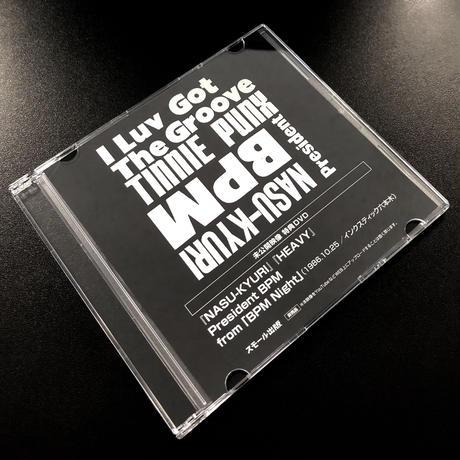 I Luv Got
The Groove
TINNIE PUNX
President
BPM
NASU-KYURI
未公開映像 特典DVD
「NASU-KYURI」「HEAVY」
President BPM
from 「BPM Night」(1986.10.25／インクスティック六本木)
スモール出版